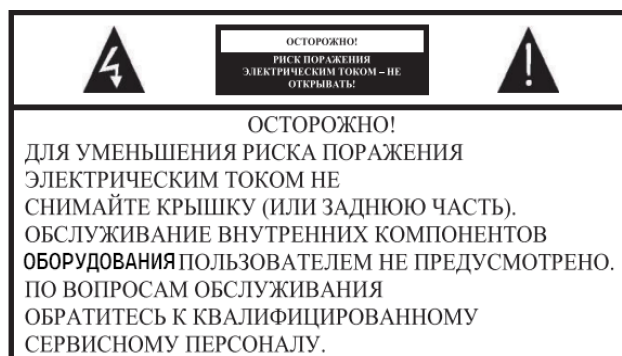 ОСТОРОЖНО!
РИСК ПОРАЖЕНИЯ
ЭЛЕКТРИЧЕСКИМ ТОКОМ – НЕ
ОТКРЫВАТЬ!
ОСТОРОЖНО!
ДЛЯ УМЕНЬШЕНИЯ РИСКА ПОРАЖЕНИЯ
ЭЛЕКТРИЧЕСКИМ ТОКОМ НЕ
СНИМАЙТЕ КРЫШКУ (ИЛИ ЗАДНЮЮ ЧАСТЬ).
ОБСЛУЖИВАНИЕ ВНУТРЕННИХ КОМПОНЕНТОВ
ОБОРУДОВАНИЯ ПОЛЬЗОВАТЕЛЕМ НЕ ПРЕДУСМОТРЕНО.
ПО ВОПРОСАМ ОБСЛУЖИВАНИЯ
ОБРАТИТЕСЬ К КВАЛИФИЦИРОВАННОМУ
СЕРВИСНОМУ ПЕРСОНАЛУ.